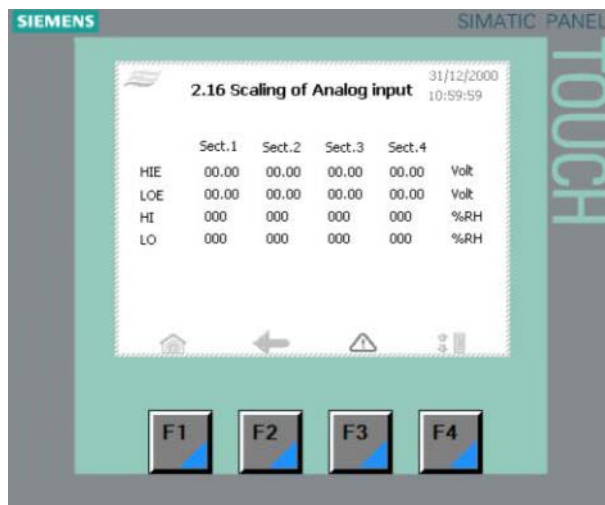 SIEMENS
SIMATIC PANEL
TOUCH
2.16 Scaling of Analog input
31/12/2000
10:59:59
Sect.1 Sect.2 Sect.3 Sect.4
HIE 00.00 00.00 00.00 00.00 Volt
LOE 00.00 00.00 00.00 00.00 Volt
HI 000 000 000 000 %RH
LO 000 000 000 000 %RH
F1 F2 F3 F4